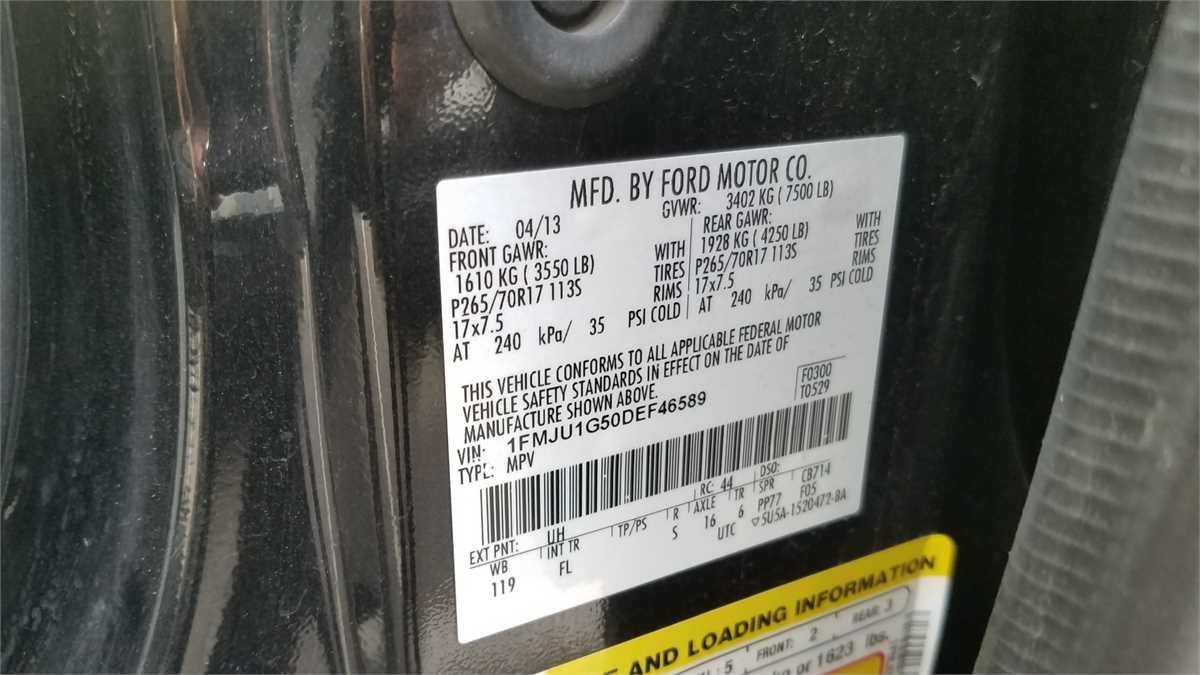 MFD. BY FORD MOTOR CO.
DATE: 04/13 GVWR: 3402 KG ( 7500 LB)
FRONT GAWR: REAR GAWR:
1610 KG ( 3550 LB) WITH 1928 KG ( 4250 LB) WITH
P265/70R17 113S TIRES P265/70R17 113S TIRES
17x7.5 RIMS 17x7.5 RIMS
AT 240 kPa/ 35 PSI COLD AT 240 kPa/ 35 PSI COLD
THIS VEHICLE CONFORMS TO ALL APPLICABLE FEDERAL MOTOR
VEHICLE SAFETY STANDARDS IN EFFECT ON THE DATE OF
MANUFACTURE SHOWN ABOVE.
F0300
T0529
VIN: 1FMJU1G50DEF46589
TYPE: MPV
EXT PNT: UH RC: 44 DSO: CB714
WB INT TR TP/PS R AXLE TR SPR F05
119 FL S 16 6 PP77
UTC ▽5U5A-1520472-BA
AND LOADING INFORMATION
5 FRONT: 2 REAR: 3
kg or 1623 lbs.